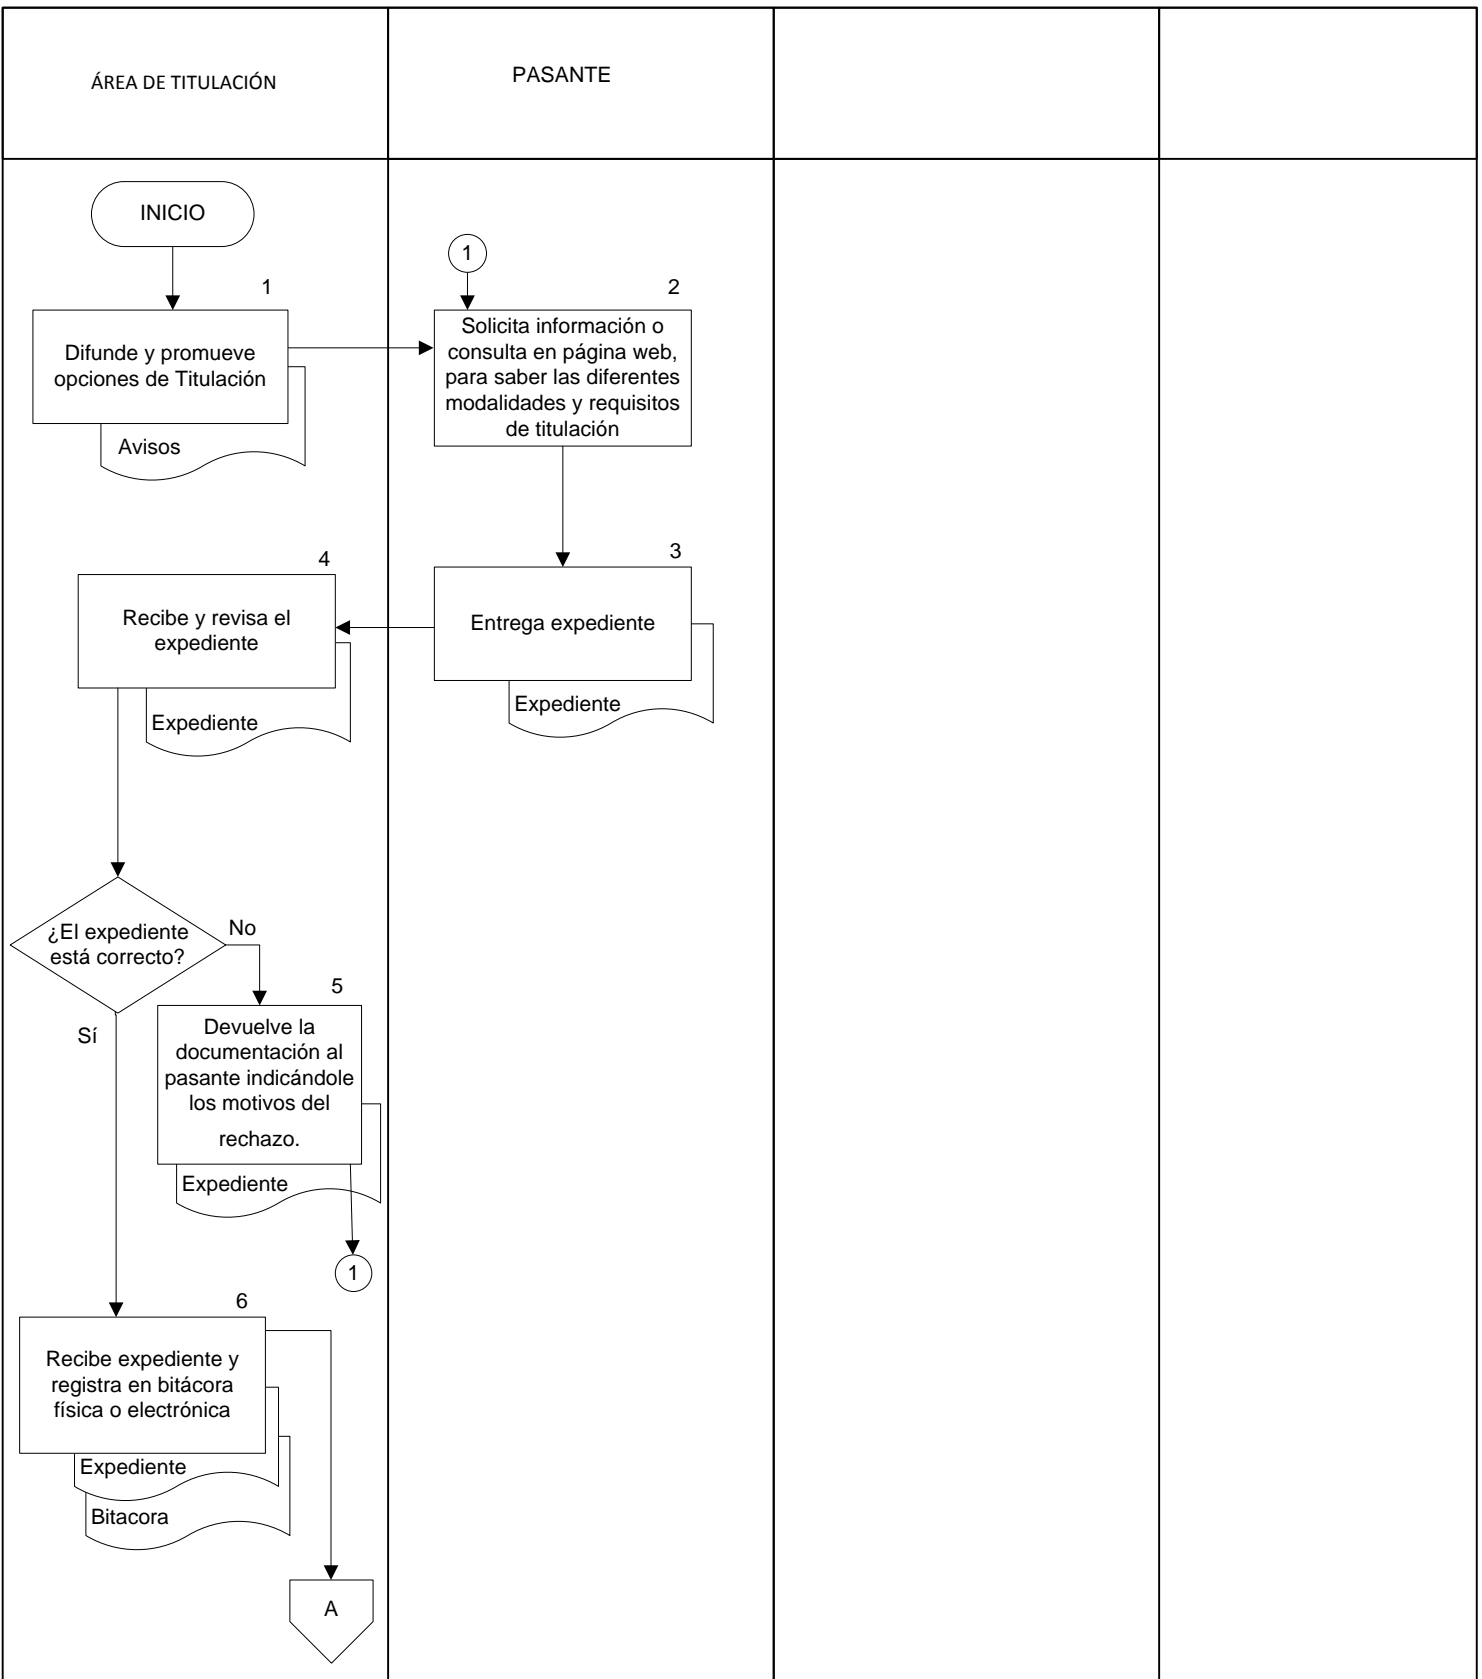 ÁREA DE TITULACIÓN
PASANTE
INICIO
1
1
2
Difunde y promueve
opciones de Titulación
Avisos
Solicita información o
consulta en página web,
para saber las diferentes
modalidades y requisitos
de titulación
3
Entrega expediente
Expediente
4
Recibe y revisa el
expediente
Expediente
¿El expediente
está correcto?
No
Sí
5
Devuelve la
documentación al
pasante indicándole
los motivos del
rechazo.
Expediente
1
6
Recibe expediente y
registra en bitácora
física o electrónica
Expediente
Bitacora
A